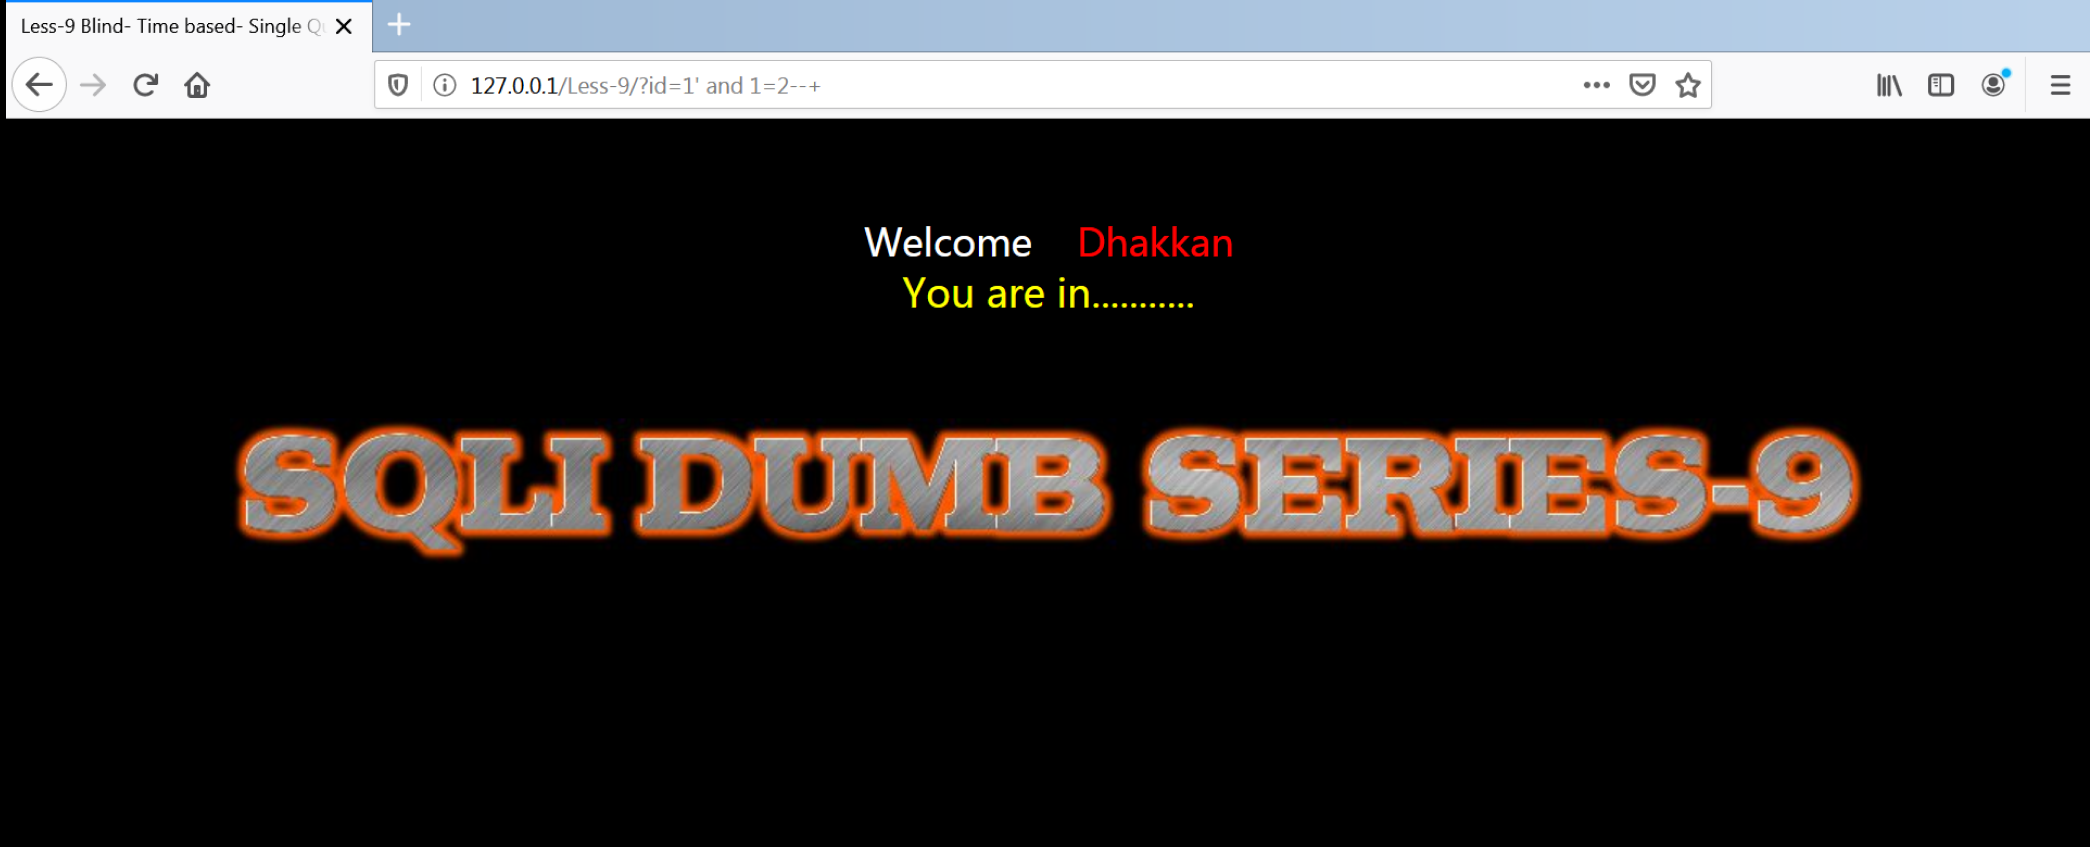 Less-9 Blind- Time based- Single
127.0.0.1/Less-9/?id=1' and 1=2--+
Welcome Dhakkan
You are in...........
SQLI DUMB SERIES-9